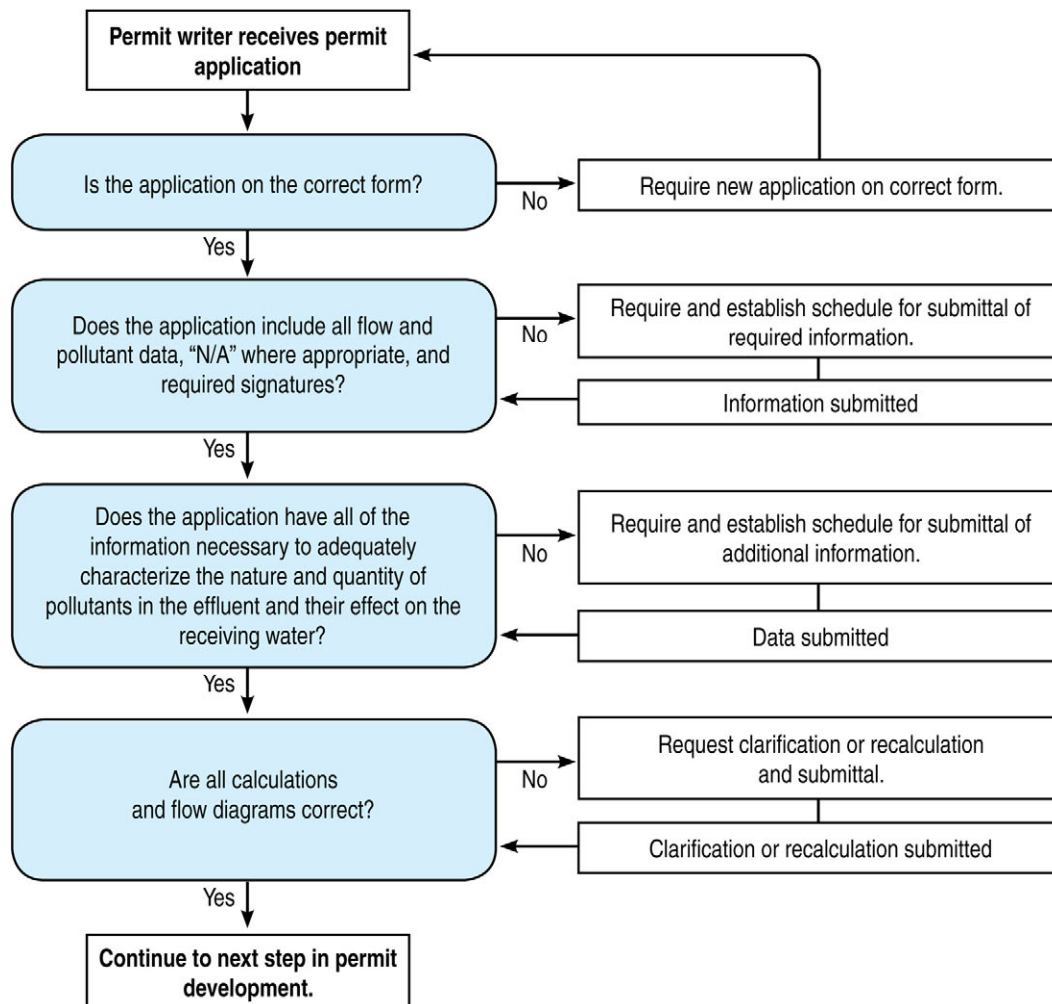 Permit writer receives permit
application
Is the application on the correct form?
No
Require new application on correct form.
Yes
Does the application include all flow and
pollutant data, “N/A” where appropriate, and
required signatures?
No
Require and establish schedule for submittal of
required information.
Information submitted
Yes
Does the application have all of the
information necessary to adequately
characterize the nature and quantity of
pollutants in the effluent and their effect on the
receiving water?
No
Require and establish schedule for submittal of
additional information.
Data submitted
Yes
Are all calculations
and flow diagrams correct?
No
Request clarification or recalculation
and submittal.
Clarification or recalculation submitted
Yes
Continue to next step in permit
development.